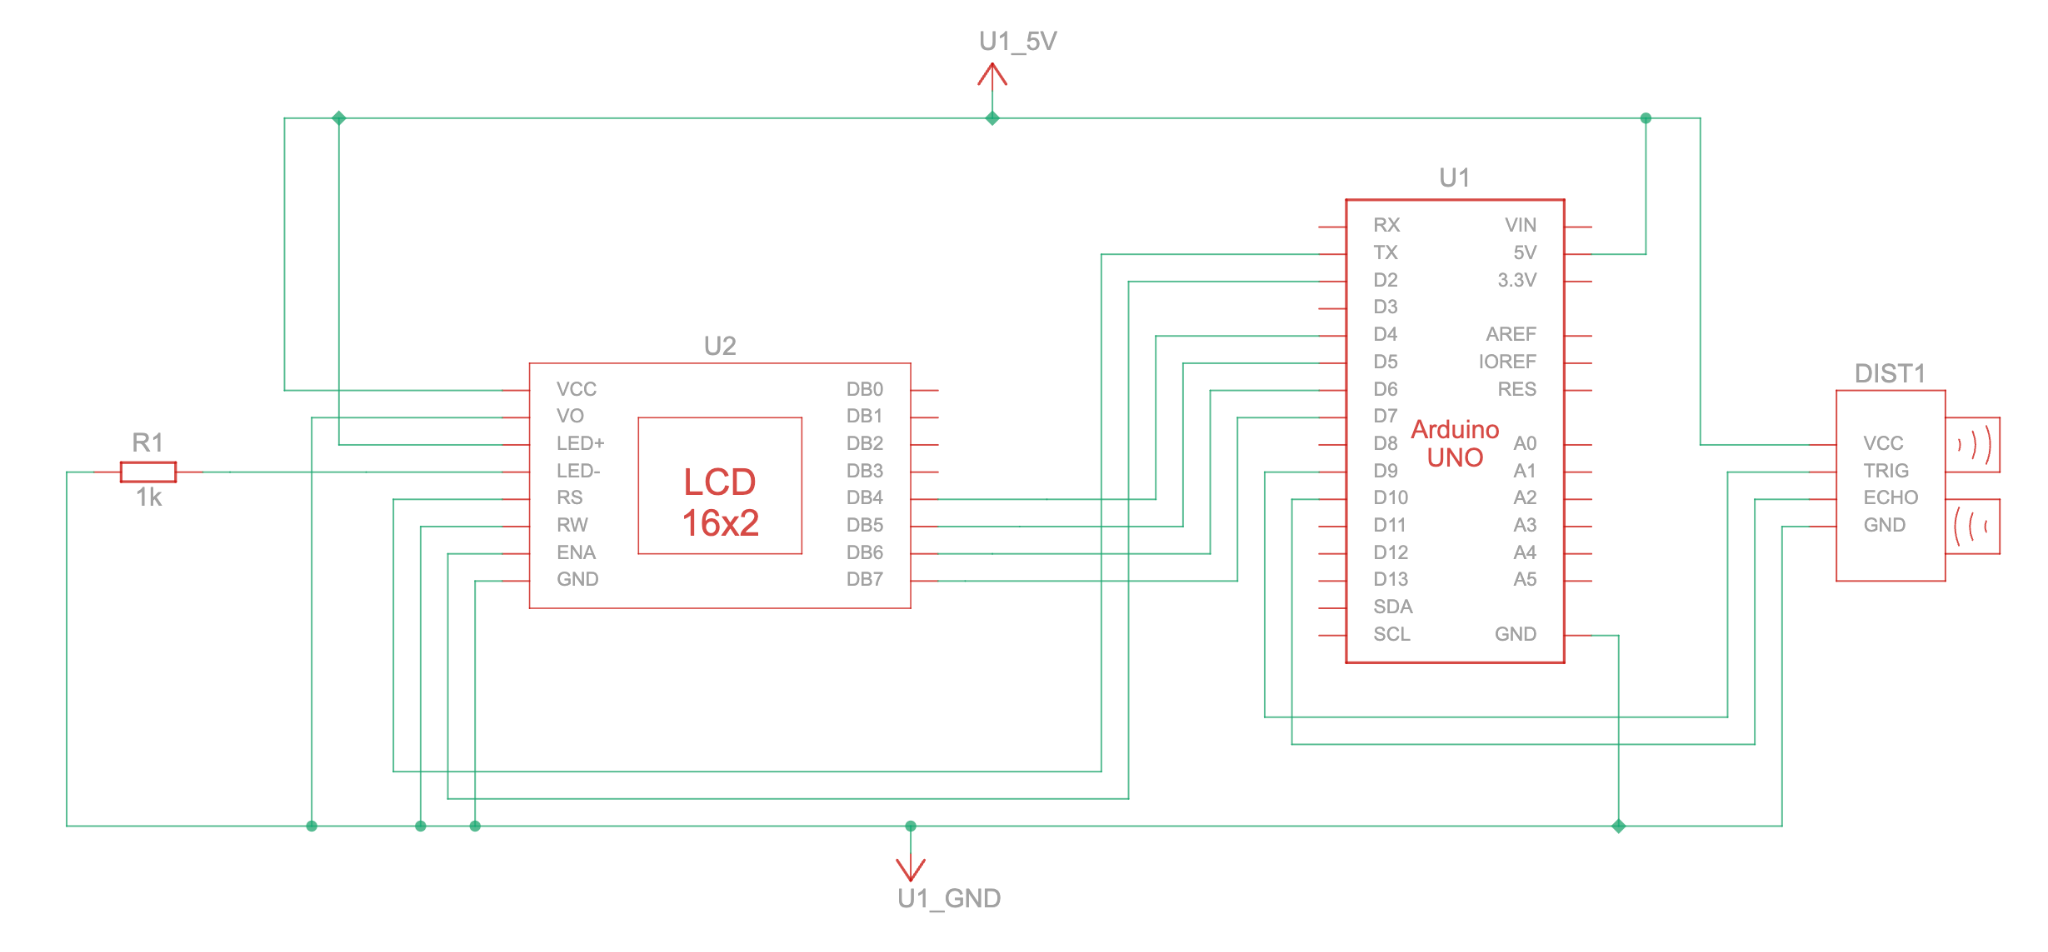 U1_5V
U1
RX
TX
D2
D3
D4
D5
D6
D7
D8
D9
D10
D11
D12
D13
SDA
SCL
VIN
5V
3.3V
AREF
IOREF
RES
A0
A1
A2
A3
A4
A5
GND
Arduino
UNO
U2
VCC
VO
LED+
LED-
RS
RW
ENA
GND
DB0
DB1
DB2
DB3
DB4
DB5
DB6
DB7
LCD
16x2
R1
1k
DIST1
VCC
TRIG
ECHO
GND
U1_GND